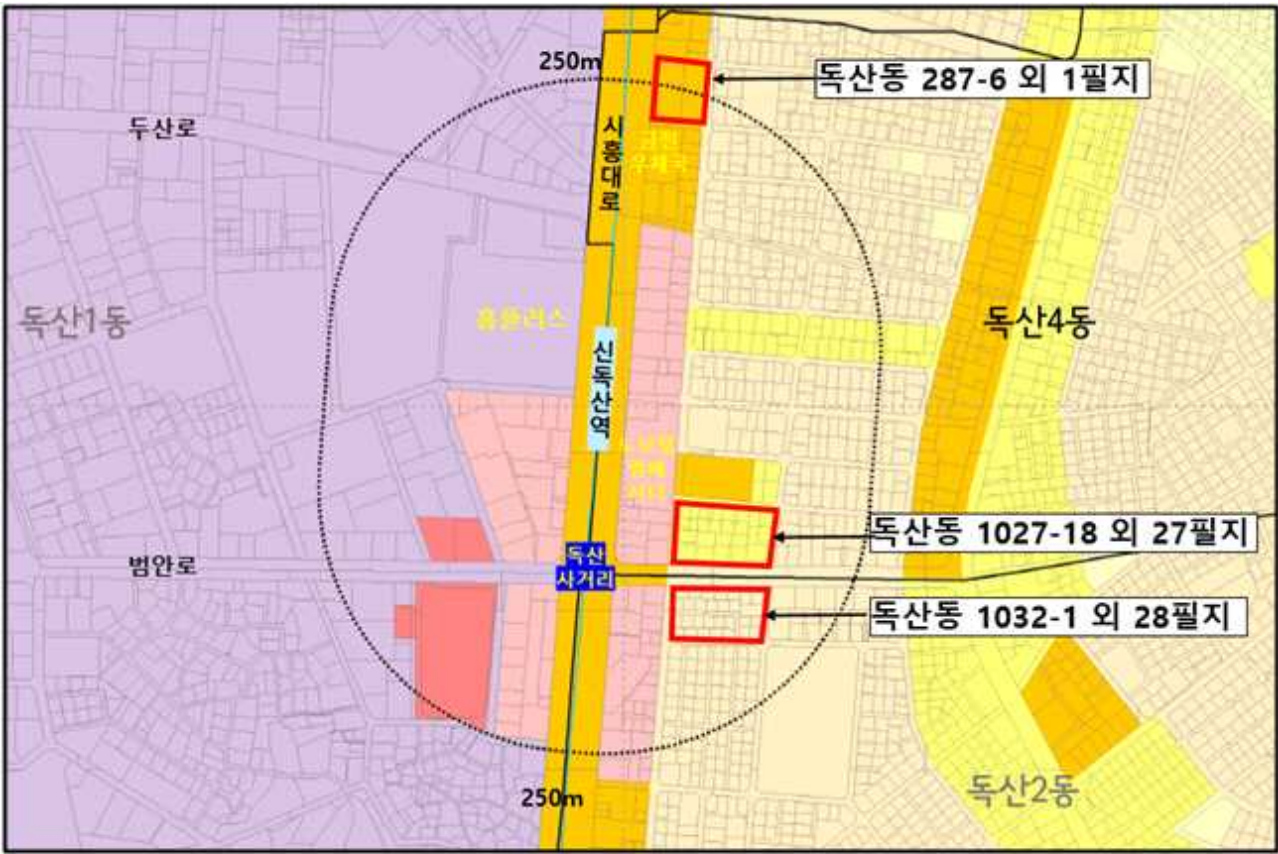 250m
독산동 287-6 외 1필지
두산로
시흥대로
우체국
독산1동
홈플러스
신독산역
독산4동
독산동 1027-18 외 27필지
독산
사거리
범안로
독산동 1032-1 외 28필지
독산2동
250m